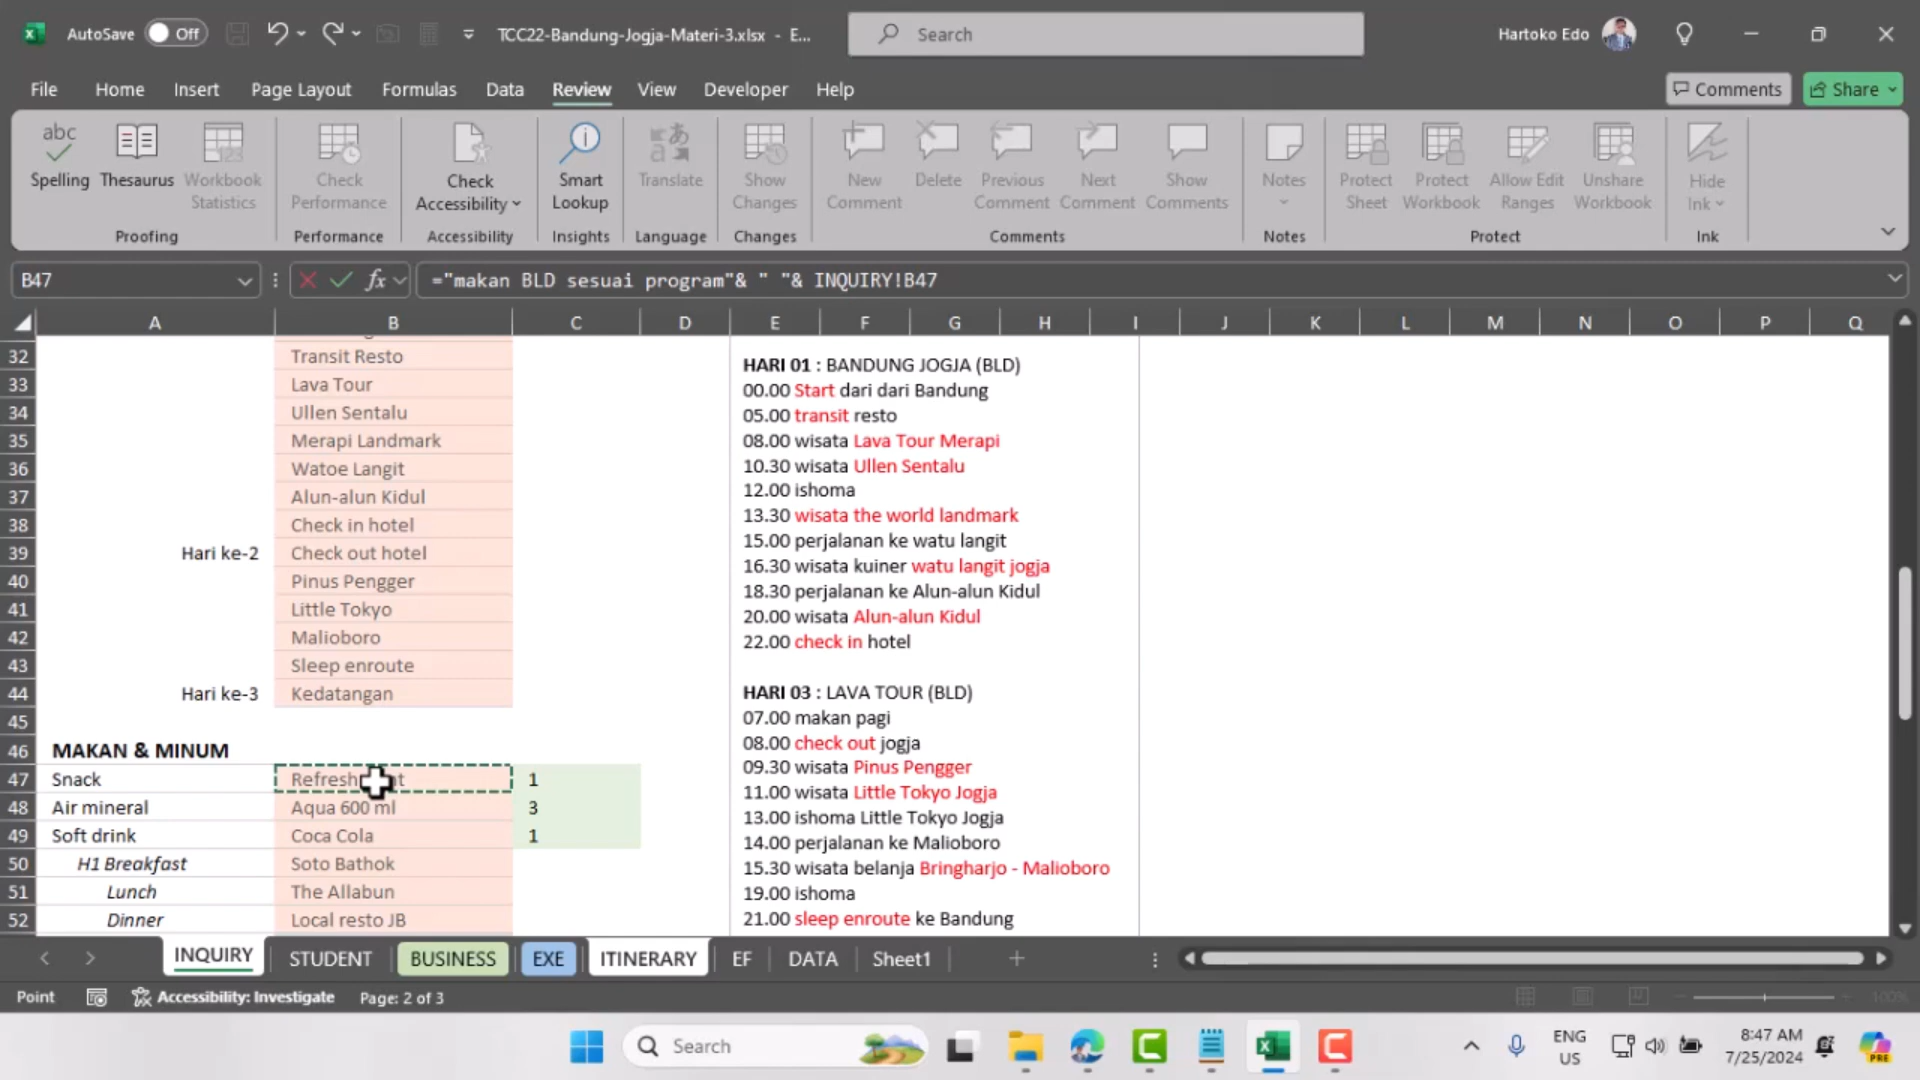 AutoSave Off TCC22-Bandung-Jogja-Materi-3.xlsx - E... Search Hartoko Edo
File Home Insert Page Layout Formulas Data Review View Developer Help Comments Share
abc Spelling
Thesaurus
123 Workbook Statistics
Check Performance
Check Accessibility
Smart Lookup
Translate
Show Changes
New Comment
Delete
Previous Comment
Next Comment
Show Comments
Notes
Protect Sheet
Protect Workbook
Allow Edit Ranges
Unshare Workbook
Hide Ink
Proofing Performance Accessibility Insights Language Changes Comments Notes Protect Ink
B47 fx ="makan BLD sesuai program"& " "& INQUIRY!B47
A B C D E F G H I J K L M N O P Q
32 Transit Resto
33 Lava Tour
34 Ullen Sentalu
35 Merapi Landmark
36 Watoe Langit
37 Alun-alun Kidul
38 Check in hotel
39 Hari ke-2 Check out hotel
40 Pinus Pengger
41 Little Tokyo
42 Malioboro
43 Sleep enroute
44 Hari ke-3 Kedatangan
45
46 MAKAN & MINUM
47 Snack 1
48 Air mineral Aqua 600 ml 3
49 Soft drink Coca Cola 1
50 H1 Breakfast Soto Bathok
51 Lunch The Allabun
52 Dinner Local resto JB
HARI 01 : BANDUNG JOGJA (BLD)
00.00 Start dari dari Bandung
05.00 transit resto
08.00 wisata Lava Tour Merapi
10.30 wisata Ullen Sentalu
12.00 ishoma
13.30 wisata the world landmark
15.00 perjalanan ke watu langit
16.30 wisata kuiner watu langit jogja
18.30 perjalanan ke Alun-alun Kidul
20.00 wisata Alun-alun Kidul
22.00 check in hotel
HARI 03 : LAVA TOUR (BLD)
07.00 makan pagi
08.00 check out jogja
09.30 wisata Pinus Pengger
11.00 wisata Little Tokyo Jogja
13.00 ishoma Little Tokyo Jogja
14.00 perjalanan ke Malioboro
15.30 wisata belanja Bringharjo - Malioboro
19.00 ishoma
21.00 sleep enroute ke Bandung
INQUIRY STUDENT BUSINESS EXE ITINERARY EF DATA Sheet1
Point Accessibility: Investigate Page: 2 of 3 100%
Search ENG US 8:47 AM 7/25/2024 PRE